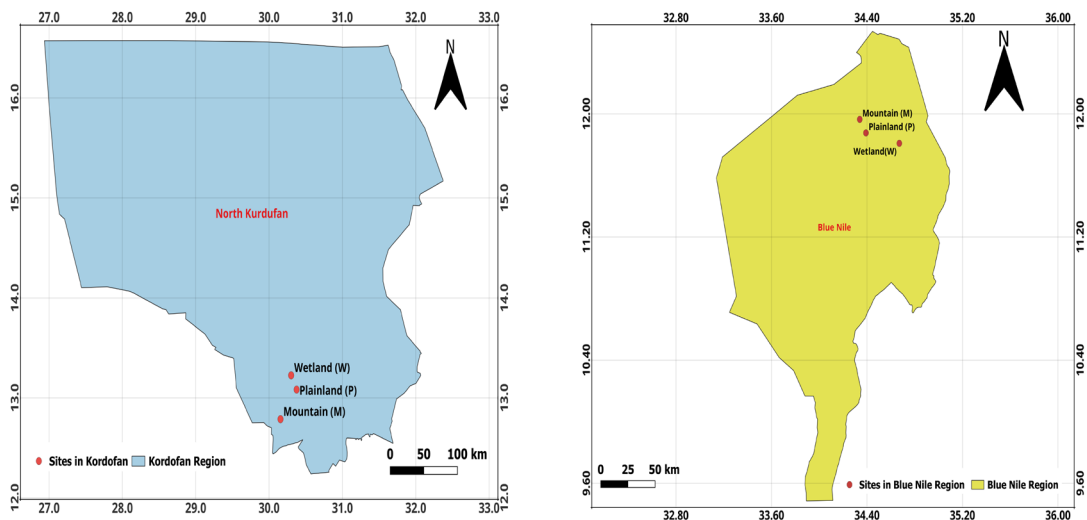 27.0 28.0 29.0 30.0 31.0 32.0 33.0
N
16.0 16.0
15.0 15.0
North Kurdufan
14.0 14.0
Wetland (W)
13.0 Plainland (P) 13.0
Mountain (M)
0 50 100 km
Sites in Kordofan Kordofan Region
12.0 12.0
27.0 28.0 29.0 30.0 31.0 32.0 33.0
32.80 33.60 34.40 35.20 36.00
N
12.00 12.00
Mountain (M)
Plainland (P)
Wetland(W)
11.20 11.20
Blue Nile
10.40 10.40
0 25 50 km
9.60 9.60
Sites in Blue Nile Region Blue Nile Region
32.80 33.60 34.40 35.20 36.00